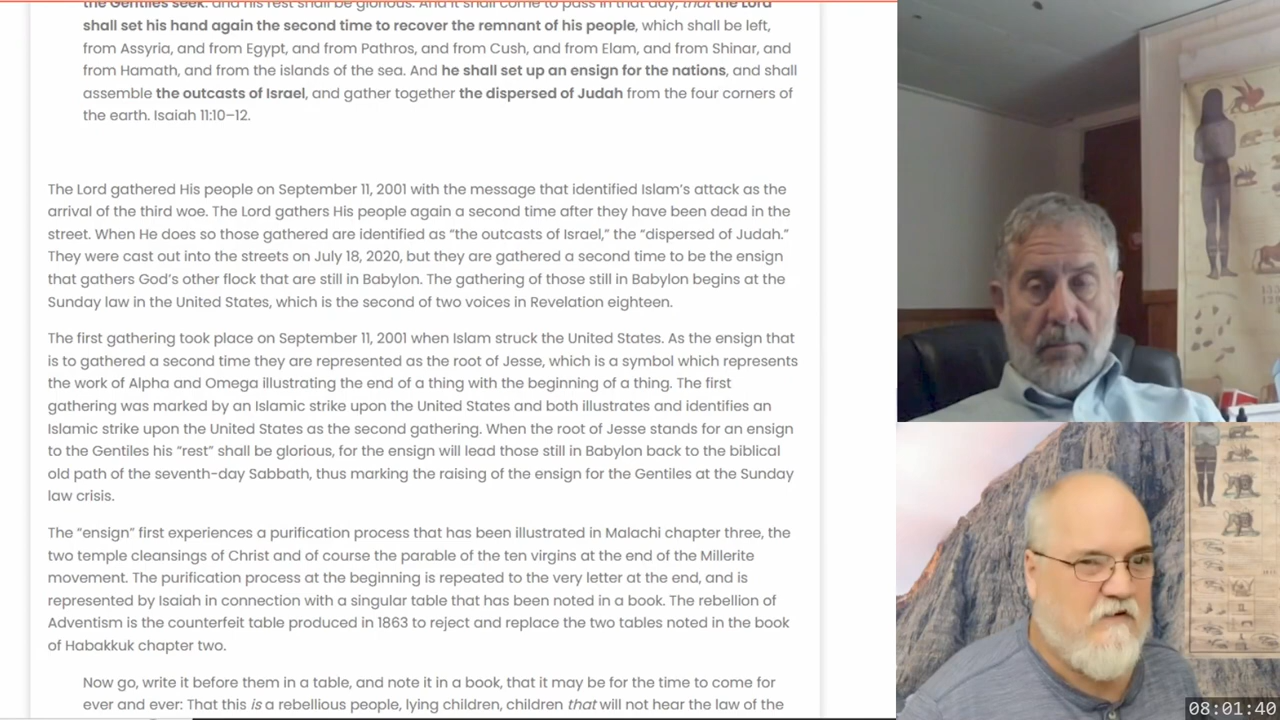 the Gentiles seek: and his rest shall be glorious. And it shall come to pass in that day, that the Lord
shall set his hand again the second time to recover the remnant of his people, which shall be left,
from Assyria, and from Egypt, and from Pathros, and from Cush, and from Elam, and from Shinar, and
from Hamath, and from the islands of the sea. And he shall set up an ensign for the nations, and shall
assemble the outcasts of Israel, and gather together the dispersed of Judah from the four corners of
the earth. Isaiah 11:10–12.
The Lord gathered His people on September 11, 2001 with the message that identified Islam’s attack as the
arrival of the third woe. The Lord gathers His people again a second time after they have been dead in the
street. When He does so those gathered are identified as “the outcasts of Israel,” the “dispersed of Judah.”
They were cast out into the streets on July 18, 2020, but they are gathered a second time to be the ensign
that gathers God’s other flock that are still in Babylon. The gathering of those still in Babylon begins at the
Sunday law in the United States, which is the second of two voices in Revelation eighteen.
The first gathering took place on September 11, 2001 when Islam struck the United States. As the ensign that
is to gathered a second time they are represented as the root of Jesse, which is a symbol which represents
the work of Alpha and Omega illustrating the end of a thing with the beginning of a thing. The first
gathering was marked by an Islamic strike upon the United States and both illustrates and identifies an
Islamic strike upon the United States as the second gathering. When the root of Jesse stands for an ensign
to the Gentiles his “rest” shall be glorious, for the ensign will lead those still in Babylon back to the biblical
old path of the seventh-day Sabbath, thus marking the raising of the ensign for the Gentiles at the Sunday
law crisis.
The “ensign” first experiences a purification process that has been illustrated in Malachi chapter three, the
two temple cleansings of Christ and of course the parable of the ten virgins at the end of the Millerite
movement. The purification process at the beginning is repeated to the very letter at the end, and is
represented by Isaiah in connection with a singular table that has been noted in a book. The rebellion of
Adventism is the counterfeit table produced in 1863 to reject and replace the two tables noted in the book
of Habakkuk chapter two.
Now go, write it before them in a table, and note it in a book, that it may be for the time to come for
ever and ever: That this is a rebellious people, lying children, children that will not hear the law of the
08:01:40